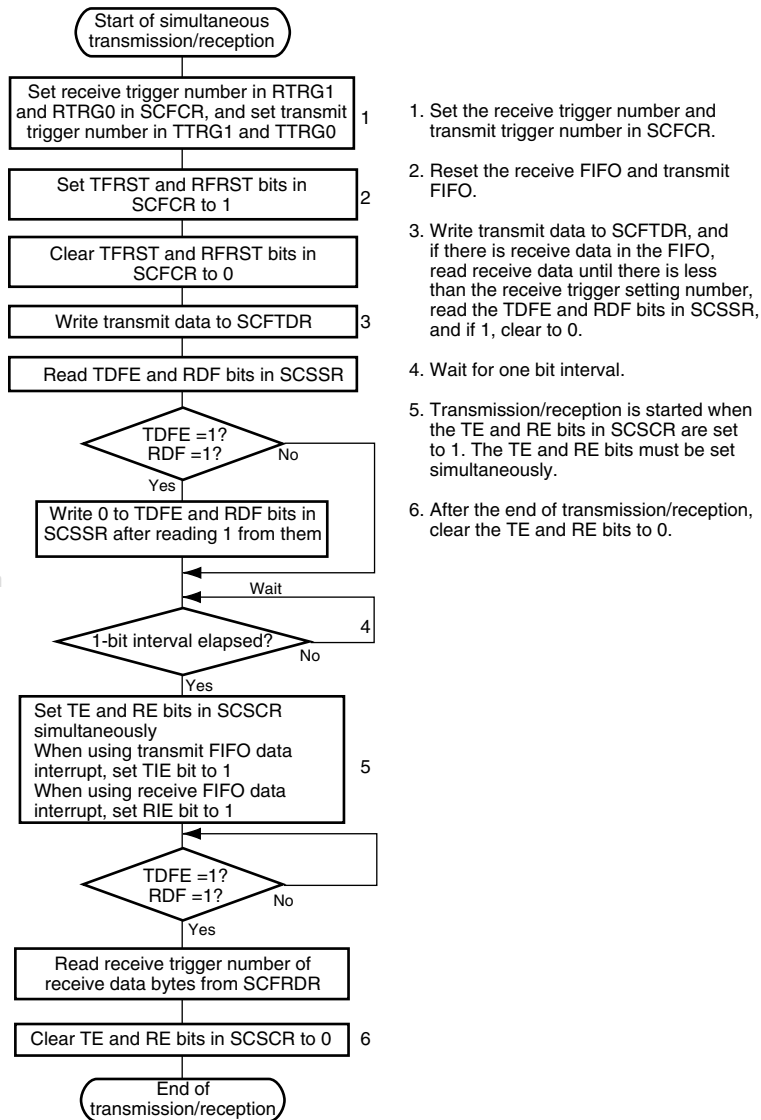 Start of simultaneous
transmission/reception
Set receive trigger number in RTRG1
and RTRG0 in SCFCR, and set transmit
trigger number in TTRG1 and TTRG0
1
Set TFRST and RFRST bits in
SCFCR to 1
2
Clear TFRST and RFRST bits in
SCFCR to 0
Write transmit data to SCFTDR
3
Read TDFE and RDF bits in SCSSR
TDFE =1?
RDF =1?
No
Yes
Write 0 to TDFE and RDF bits in
SCSSR after reading 1 from them
Wait
1-bit interval elapsed?
4
No
Yes
Set TE and RE bits in SCSCR
simultaneously
When using transmit FIFO data
interrupt, set TIE bit to 1
When using receive FIFO data
interrupt, set RIE bit to 1
5
TDFE =1?
RDF =1?
No
Yes
Read receive trigger number of
receive data bytes from SCFRDR
Clear TE and RE bits in SCSCR to 0
6
End of
transmission/reception
1. Set the receive trigger number and
transmit trigger number in SCFCR.
2. Reset the receive FIFO and transmit
FIFO.
3. Write transmit data to SCFTDR, and
if there is receive data in the FIFO,
read receive data until there is less
than the receive trigger setting number,
read the TDFE and RDF bits in SCSSR,
and if 1, clear to 0.
4. Wait for one bit interval.
5. Transmission/reception is started when
the TE and RE bits in SCSCR are set
to 1. The TE and RE bits must be set
simultaneously.
6. After the end of transmission/reception,
clear the TE and RE bits to 0.